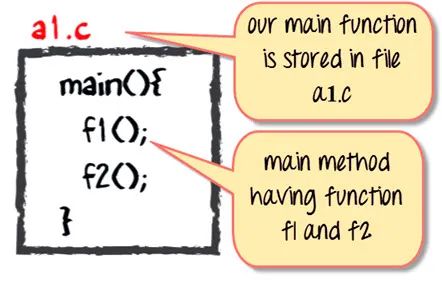 a1.c
main(){
f1();
f2();
}
our main function
is stored in file
a1.c
main method
having function
f1 and f2